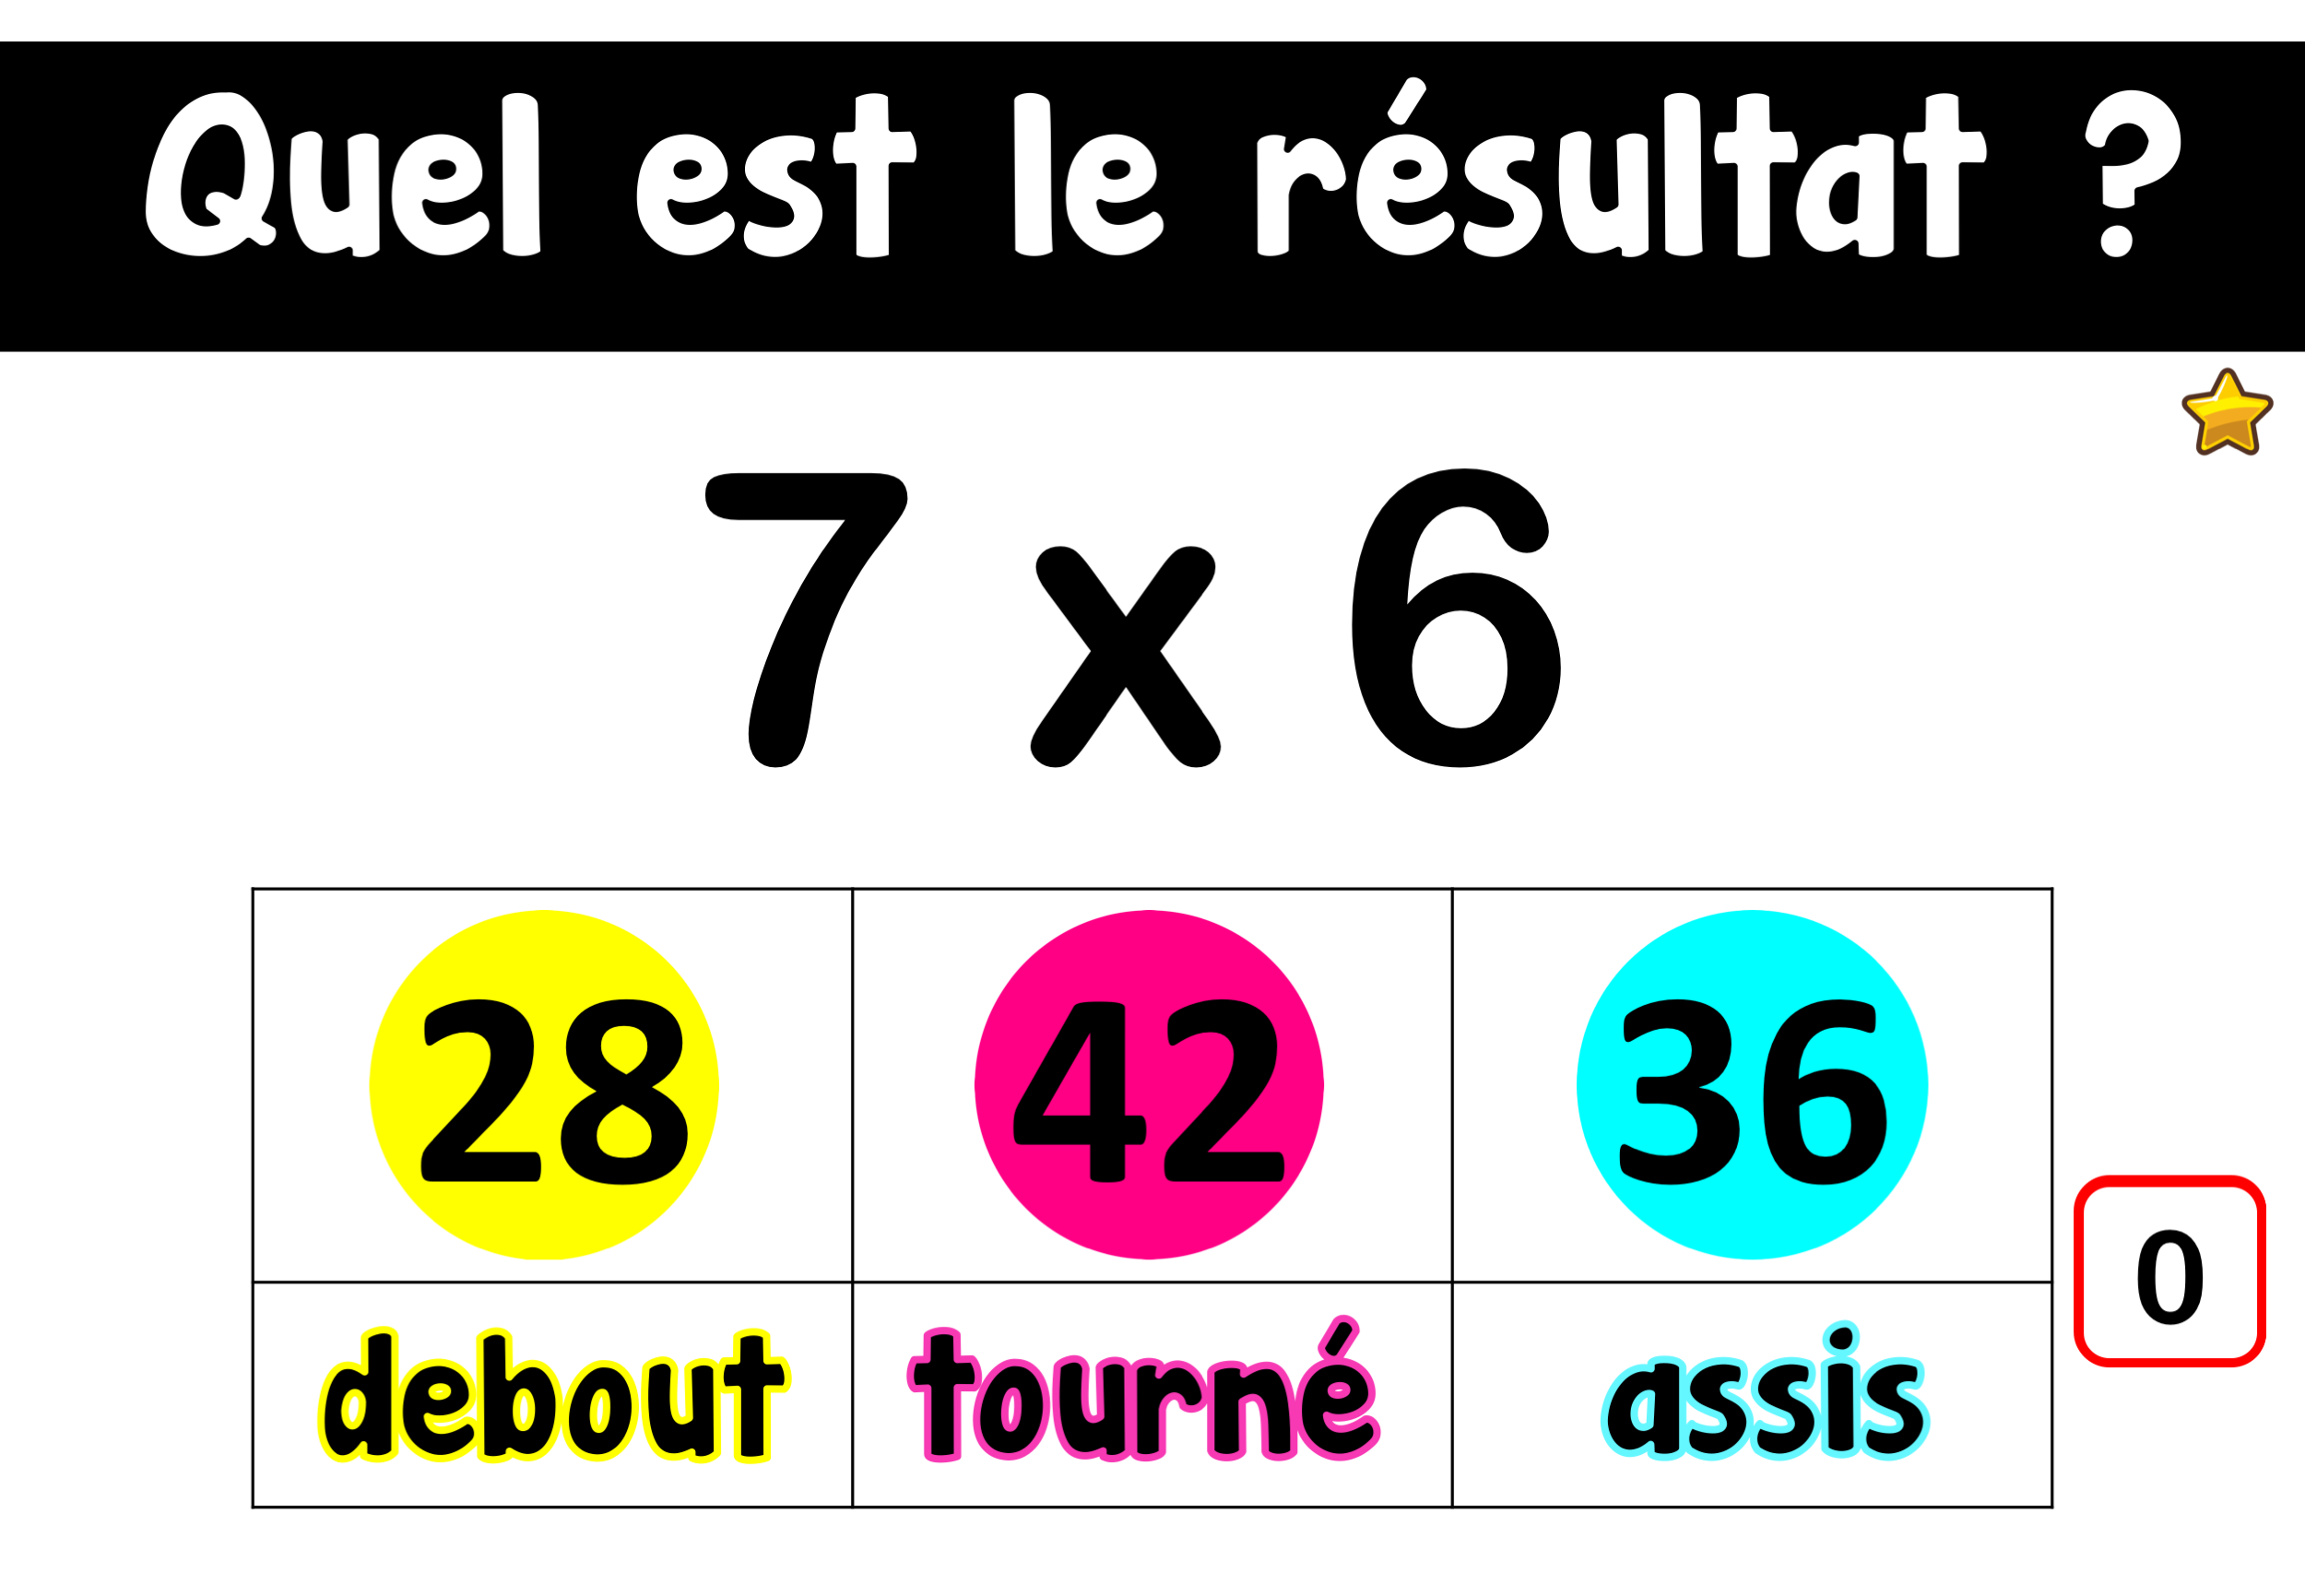 Quel est le résultat ?
7 x 6
28 42 36
0
debout tourné assis